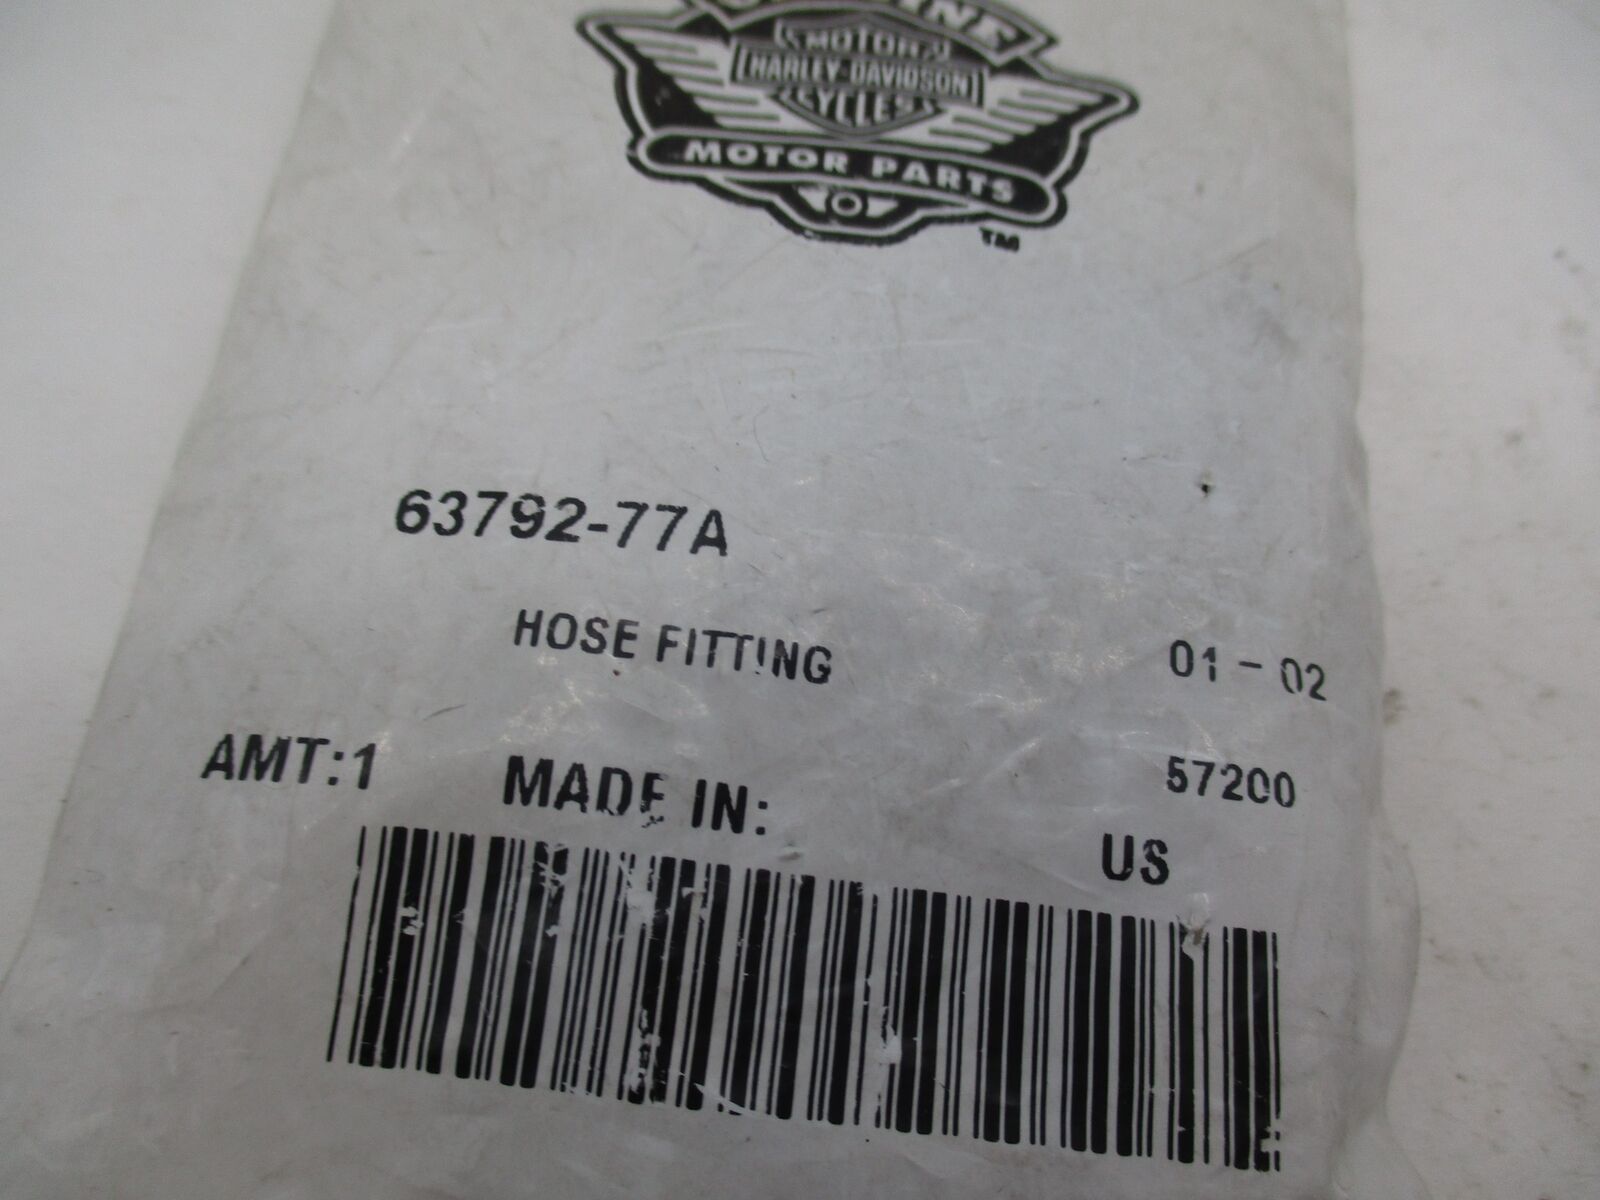 MOTOR
HARLEY-DAVIDSON
CYCLES
MOTOR PARTS
TM
63792-77A
HOSE FITTING 01 - 02
AMT:1 MADE IN: 57200
US